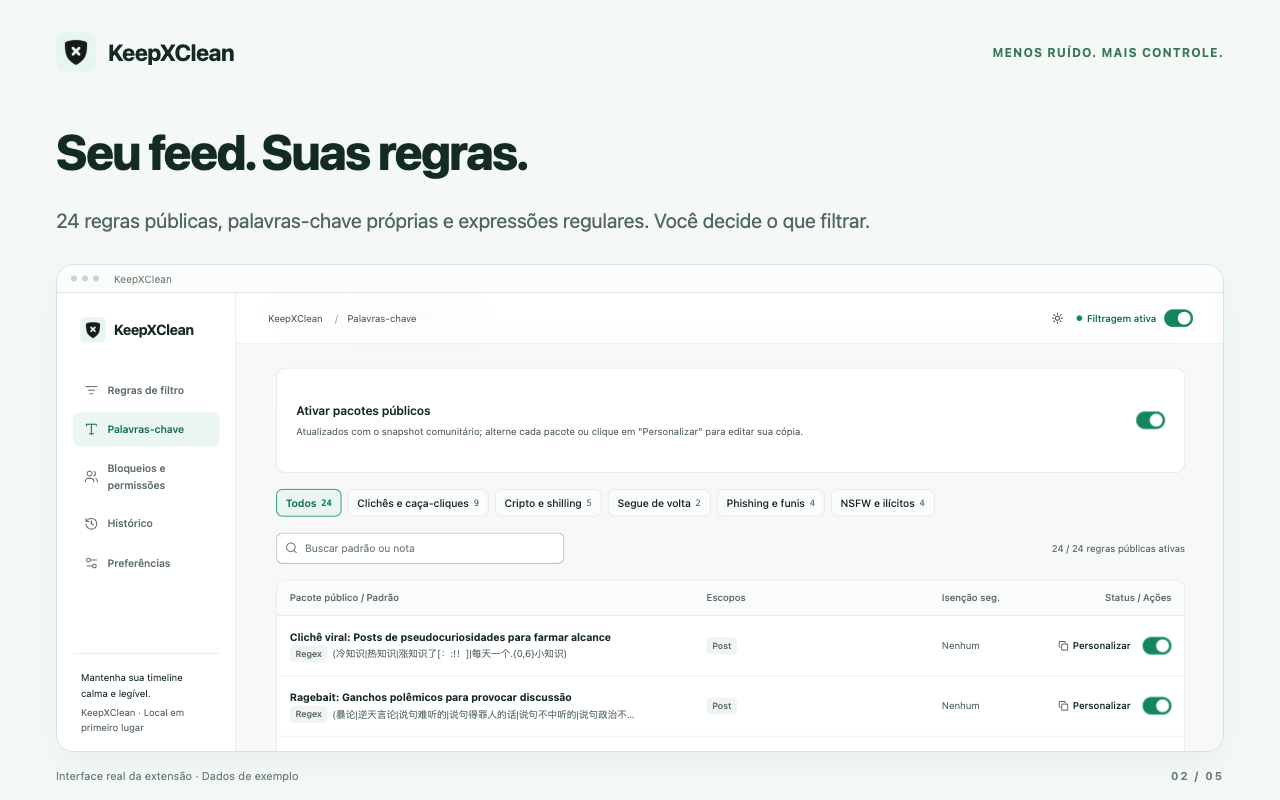 KeepXClean
MENOS RUÍDO. MAIS CONTROLE.
Seu feed. Suas regras.
24 regras públicas, palavras-chave próprias e expressões regulares. Você decide o que filtrar.
KeepXClean
KeepXClean
KeepXClean / Palavras-chave
Filtragem ativa
Regras de filtro
Palavras-chave
Bloqueios e
permissões
Histórico
Preferências
Mantenha sua timeline
calma e legível.
KeepXClean · Local em
primeiro lugar
Ativar pacotes públicos
Atualizados com o snapshot comunitário; alterne cada pacote ou clique em "Personalizar" para editar sua cópia.
Todos 24
Clichês e caça-cliques 9
Cripto e shilling 5
Segue de volta 2
Phishing e funis 4
NSFW e ilícitos 4
Buscar padrão ou nota
24 / 24 regras públicas ativas
Pacote público / Padrão
Escopos
Isenção seg.
Status / Ações
Clichê viral: Posts de pseudocuriosidades para farmar alcance
Regex (冷知识|热知识|涨知识了[：:!！]|每天一个.{0,6}小知识)
Post
Nenhum
Personalizar
Ragebait: Ganchos polêmicos para provocar discussão
Regex (暴论|逆天言论|说句难听的|说句得罪人的话|说句不中听的|说句政治不…
Post
Nenhum
Personalizar
Interface real da extensão · Dados de exemplo
02 / 05